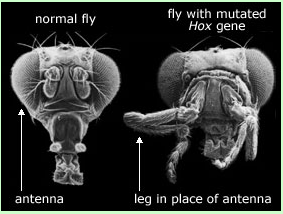 normal fly
fly with mutated
Hox gene
antenna
leg in place of antenna